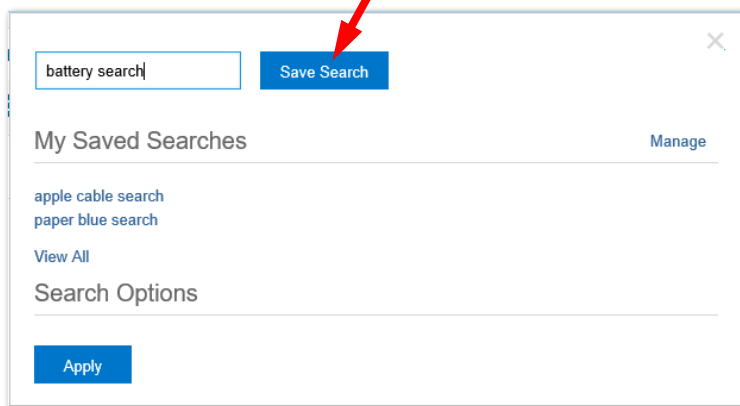 battery search
Save Search
My Saved Searches
Manage
apple cable search
paper blue search
View All
Search Options
Apply